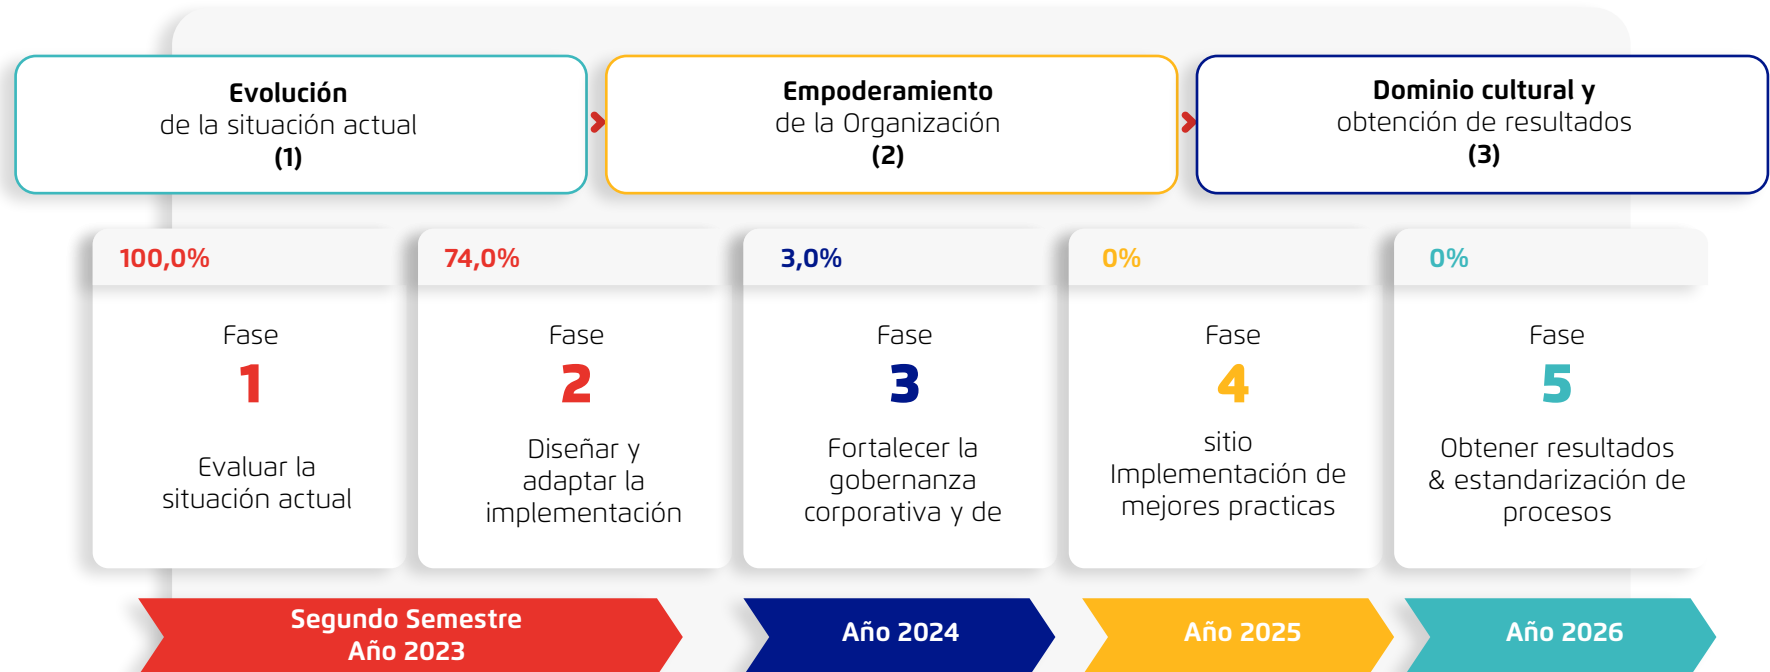 Evolución
de la situación actual
(1)
Empoderamiento
de la Organización
(2)
Dominio cultural y
obtención de resultados
(3)
100,0%
Fase
1
Evaluar la
situación actual
74,0%
Fase
2
Diseñar y
adaptar la
implementación
3,0%
Fase
3
Fortalecer la
gobernanza
corporativa y de
0%
Fase
4
sitio
Implementación de
mejores practicas
0%
Fase
5
Obtener resultados
& estandarización de
procesos
Segundo Semestre
Año 2023
Año 2024
Año 2025
Año 2026